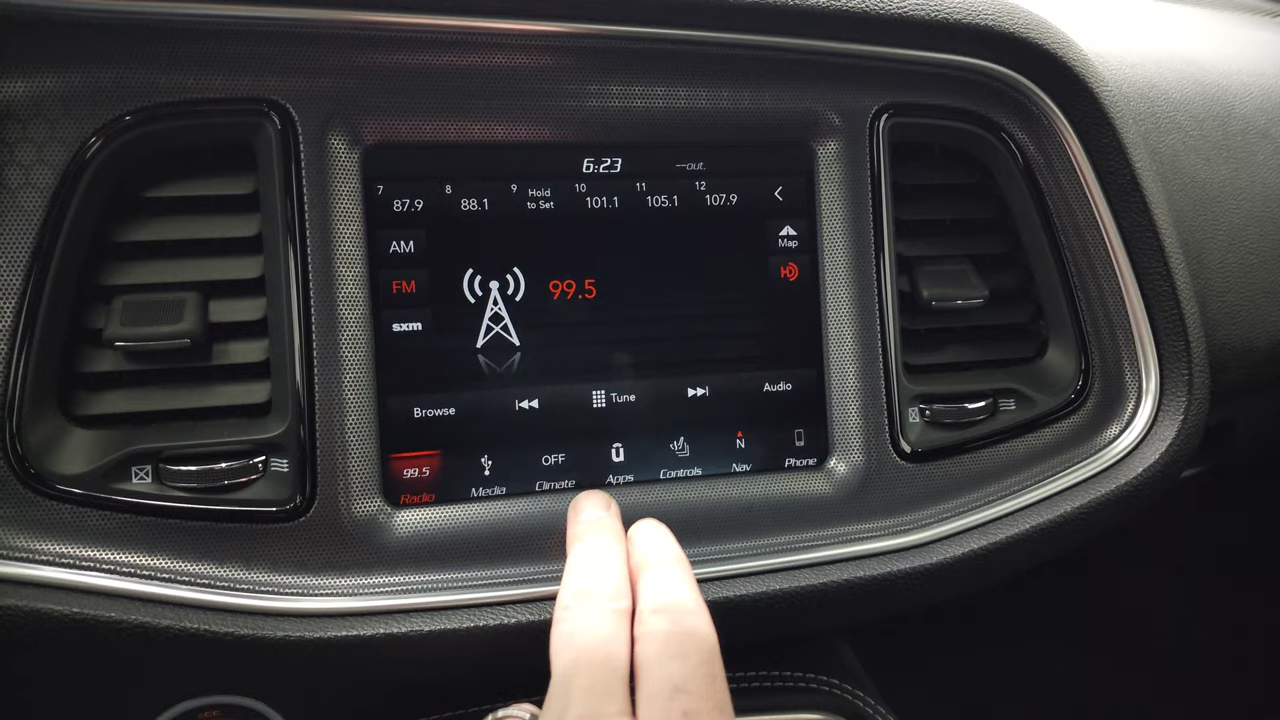 6:23 --out.
7 8 9 10 11 12
87.9 88.1 Hold
to Set 101.1 105.1 107.9
AM
Map
FM
99.5
HD
sxm
Browse
Tune
Audio
99.5
OFF
û
N
Radio Media Climate Apps Controls Nav Phone